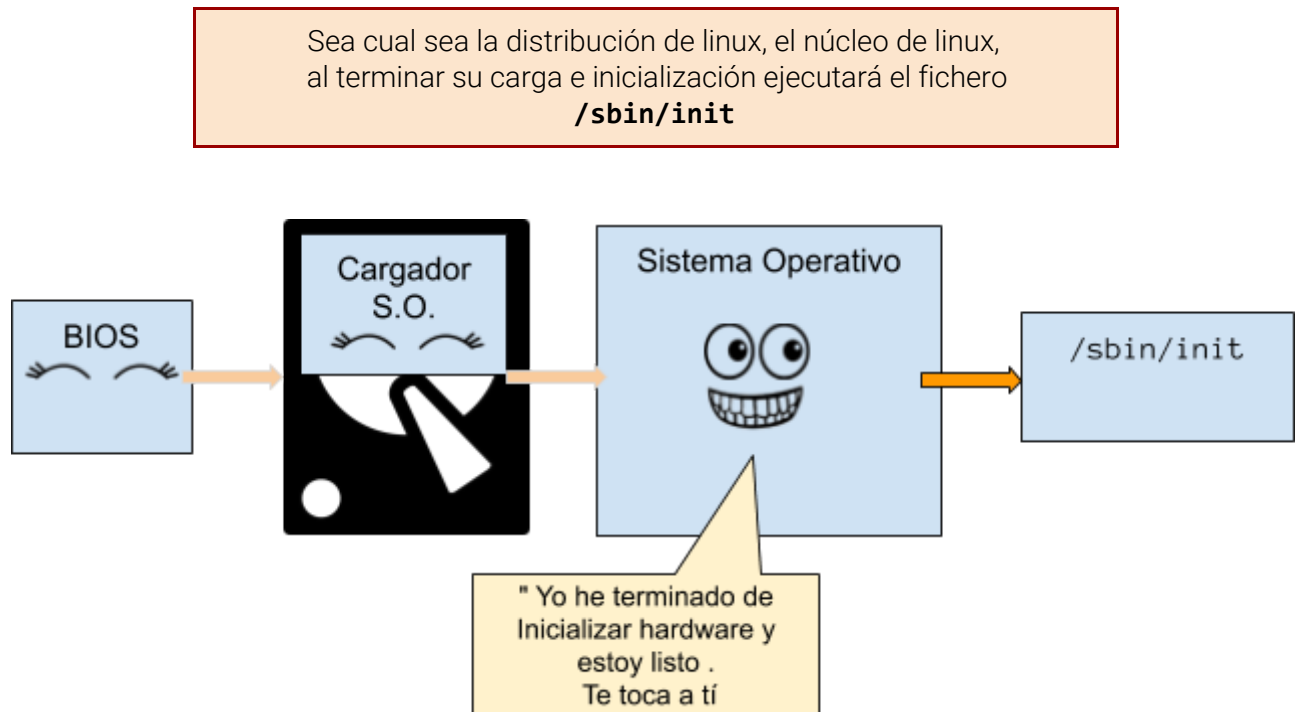 Sea cual sea la distribución de linux, el núcleo de linux,
al terminar su carga e inicialización ejecutará el fichero
/sbin/init
BIOS
Cargador
S.O.
Sistema Operativo
/sbin/init
" Yo he terminado de
Inicializar hardware y
estoy listo .
Te toca a tí